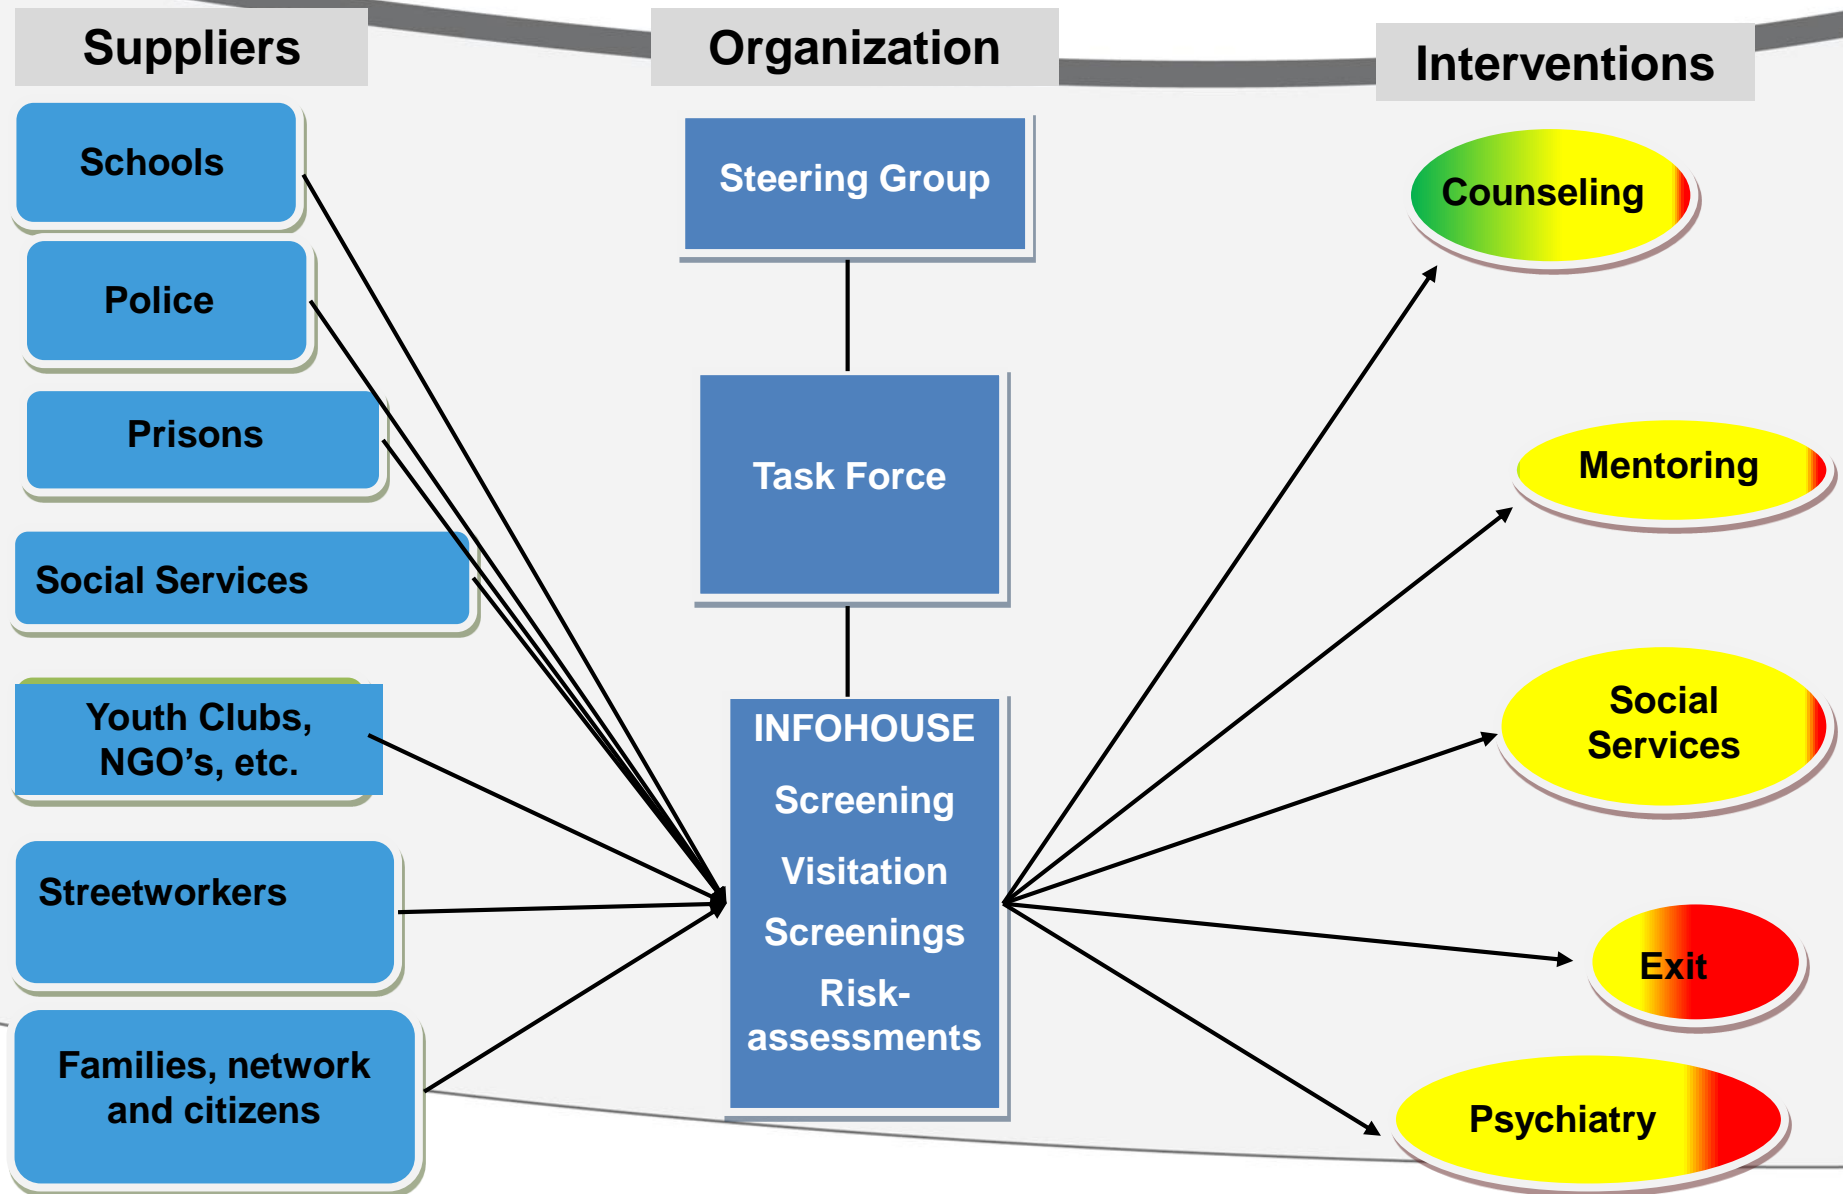 Suppliers
Schools
Police
Prisons
Social Services
Youth Clubs,
NGO’s, etc.
Streetworkers
Families, network
and citizens
Organization
Steering Group
Task Force
INFOHOUSE
Screening
Visitation
Screenings
Risk-
assessments
Interventions
Counseling
Mentoring
Social
Services
Exit
Psychiatry